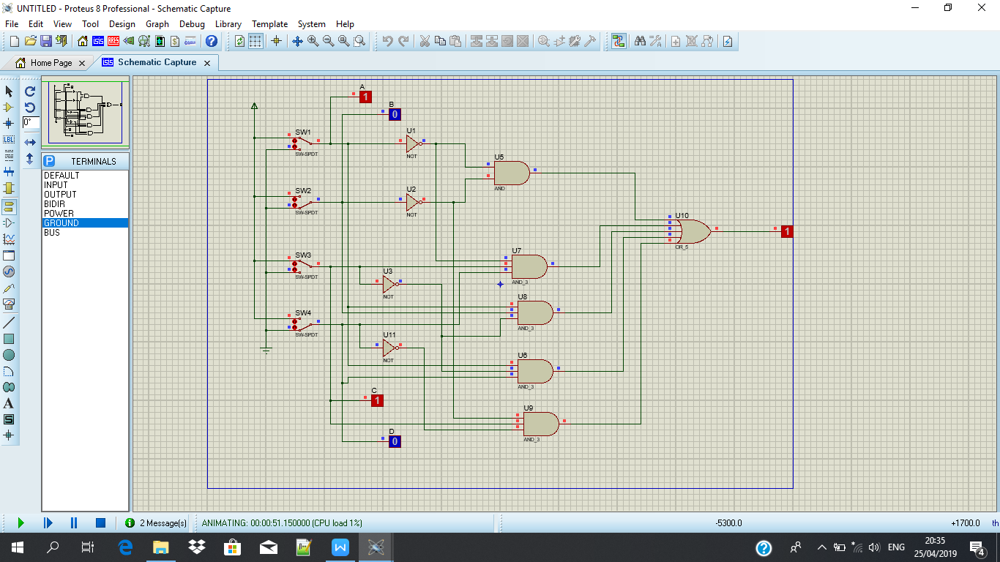 UNTITLED - Proteus 8 Professional - Schematic Capture
File Edit View Tool Design Graph Debug Library Template System Help
Home Page
Schematic Capture
0°
LBL
P TERMINALS
DEFAULT
INPUT
OUTPUT
BIDIR
POWER
GROUND
BUS
A
S
A
1
B
0
SW1
SW-SPDT
U1
NOT
U5
AND
SW2
SW-SPDT
U2
NOT
U10
OR_5
1
SW3
SW-SPDT
U3
NOT
U7
AND_3
U8
AND_3
SW4
SW-SPDT
U11
NOT
U6
AND_3
C
1
U9
AND_3
D
0
2 Message(s)
ANIMATING: 00:00:51.150000 (CPU load 1%)
-5300.0
+1700.0
th
ENG
20:35
25/04/2019
4